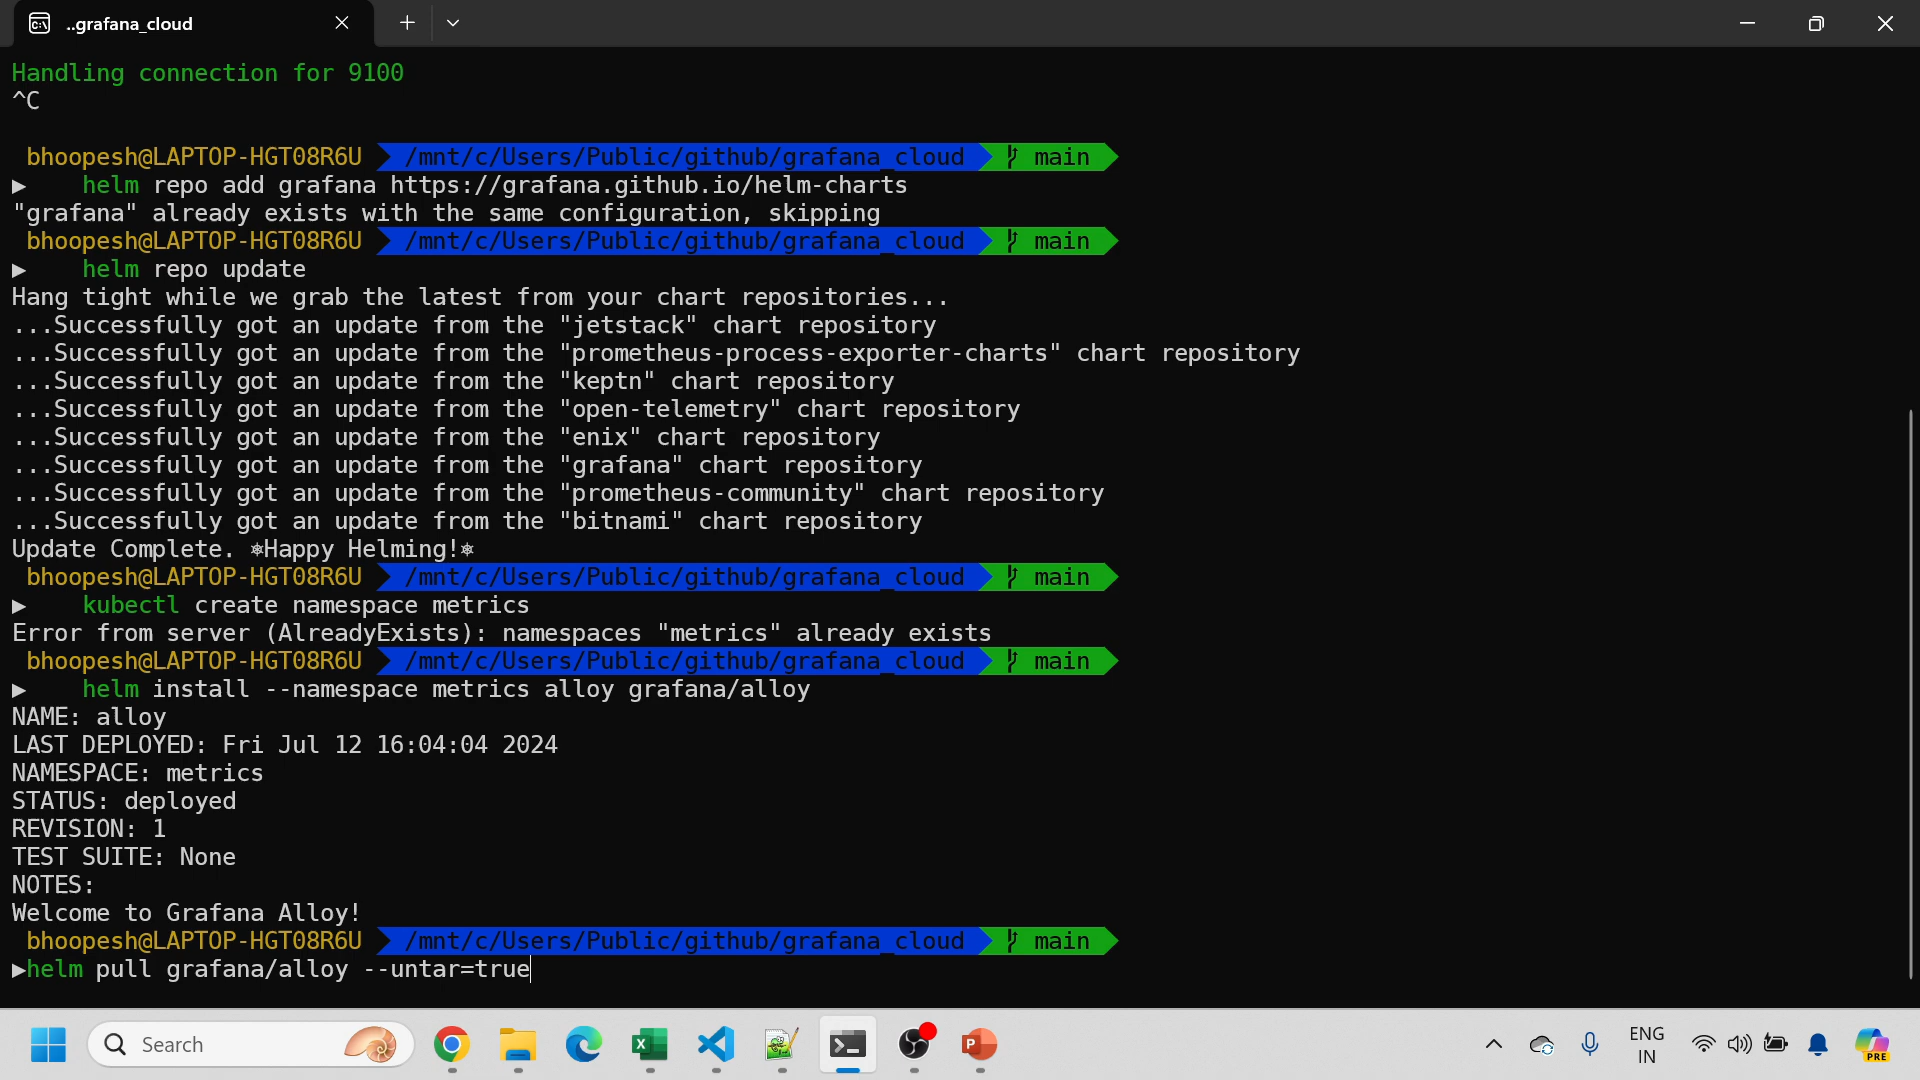 ..grafana_cloud
Handling connection for 9100
^C
bhoopesh@LAPTOP-HGT08R6U /mnt/c/Users/Public/github/grafana_cloud main
▶ helm repo add grafana https://grafana.github.io/helm-charts
"grafana" already exists with the same configuration, skipping
bhoopesh@LAPTOP-HGT08R6U /mnt/c/Users/Public/github/grafana_cloud main
▶ helm repo update
Hang tight while we grab the latest from your chart repositories...
...Successfully got an update from the "jetstack" chart repository
...Successfully got an update from the "prometheus-process-exporter-charts" chart repository
...Successfully got an update from the "keptn" chart repository
...Successfully got an update from the "open-telemetry" chart repository
...Successfully got an update from the "enix" chart repository
...Successfully got an update from the "grafana" chart repository
...Successfully got an update from the "prometheus-community" chart repository
...Successfully got an update from the "bitnami" chart repository
Update Complete. ⎈Happy Helming!⎈
bhoopesh@LAPTOP-HGT08R6U /mnt/c/Users/Public/github/grafana_cloud main
▶ kubectl create namespace metrics
Error from server (AlreadyExists): namespaces "metrics" already exists
bhoopesh@LAPTOP-HGT08R6U /mnt/c/Users/Public/github/grafana_cloud main
▶ helm install --namespace metrics alloy grafana/alloy
NAME: alloy
LAST DEPLOYED: Fri Jul 12 16:04:04 2024
NAMESPACE: metrics
STATUS: deployed
REVISION: 1
TEST SUITE: None
NOTES:
Welcome to Grafana Alloy!
bhoopesh@LAPTOP-HGT08R6U /mnt/c/Users/Public/github/grafana_cloud main
▶helm pull grafana/alloy --untar=true
Search
ENG
IN
PRE